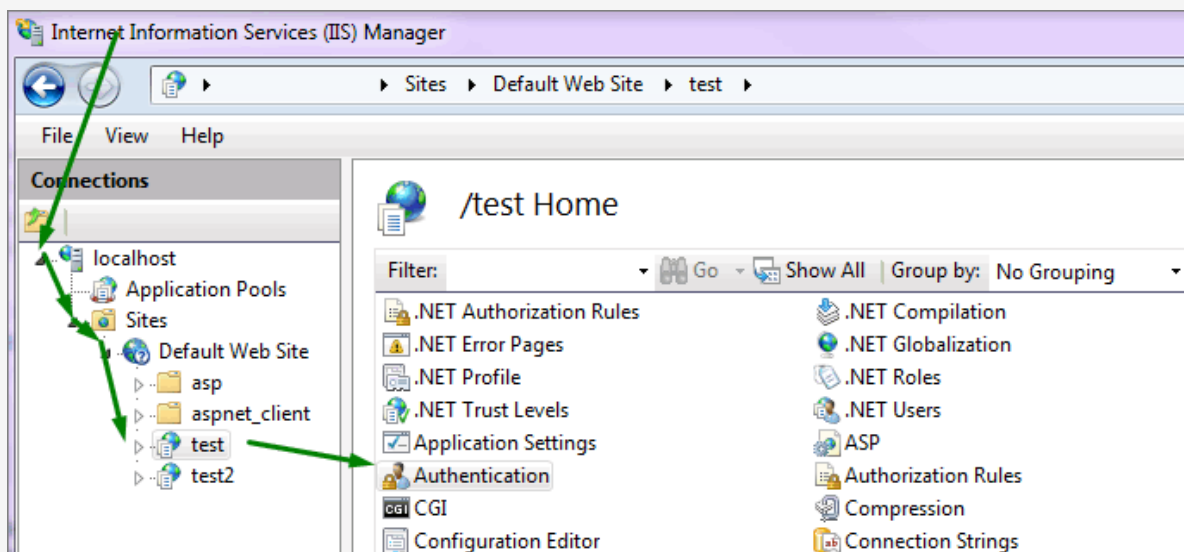 Internet Information Services (IIS) Manager
Sites Default Web Site test
File View Help
Connections
localhost
Application Pools
Sites
Default Web Site
asp
aspnet_client
test
test2
/test Home
Filter: Go Show All Group by: No Grouping
.NET Authorization Rules .NET Compilation
.NET Error Pages .NET Globalization
.NET Profile .NET Roles
.NET Trust Levels .NET Users
Application Settings ASP
Authentication Authorization Rules
CGI CGI Compression
Configuration Editor ab Connection Strings